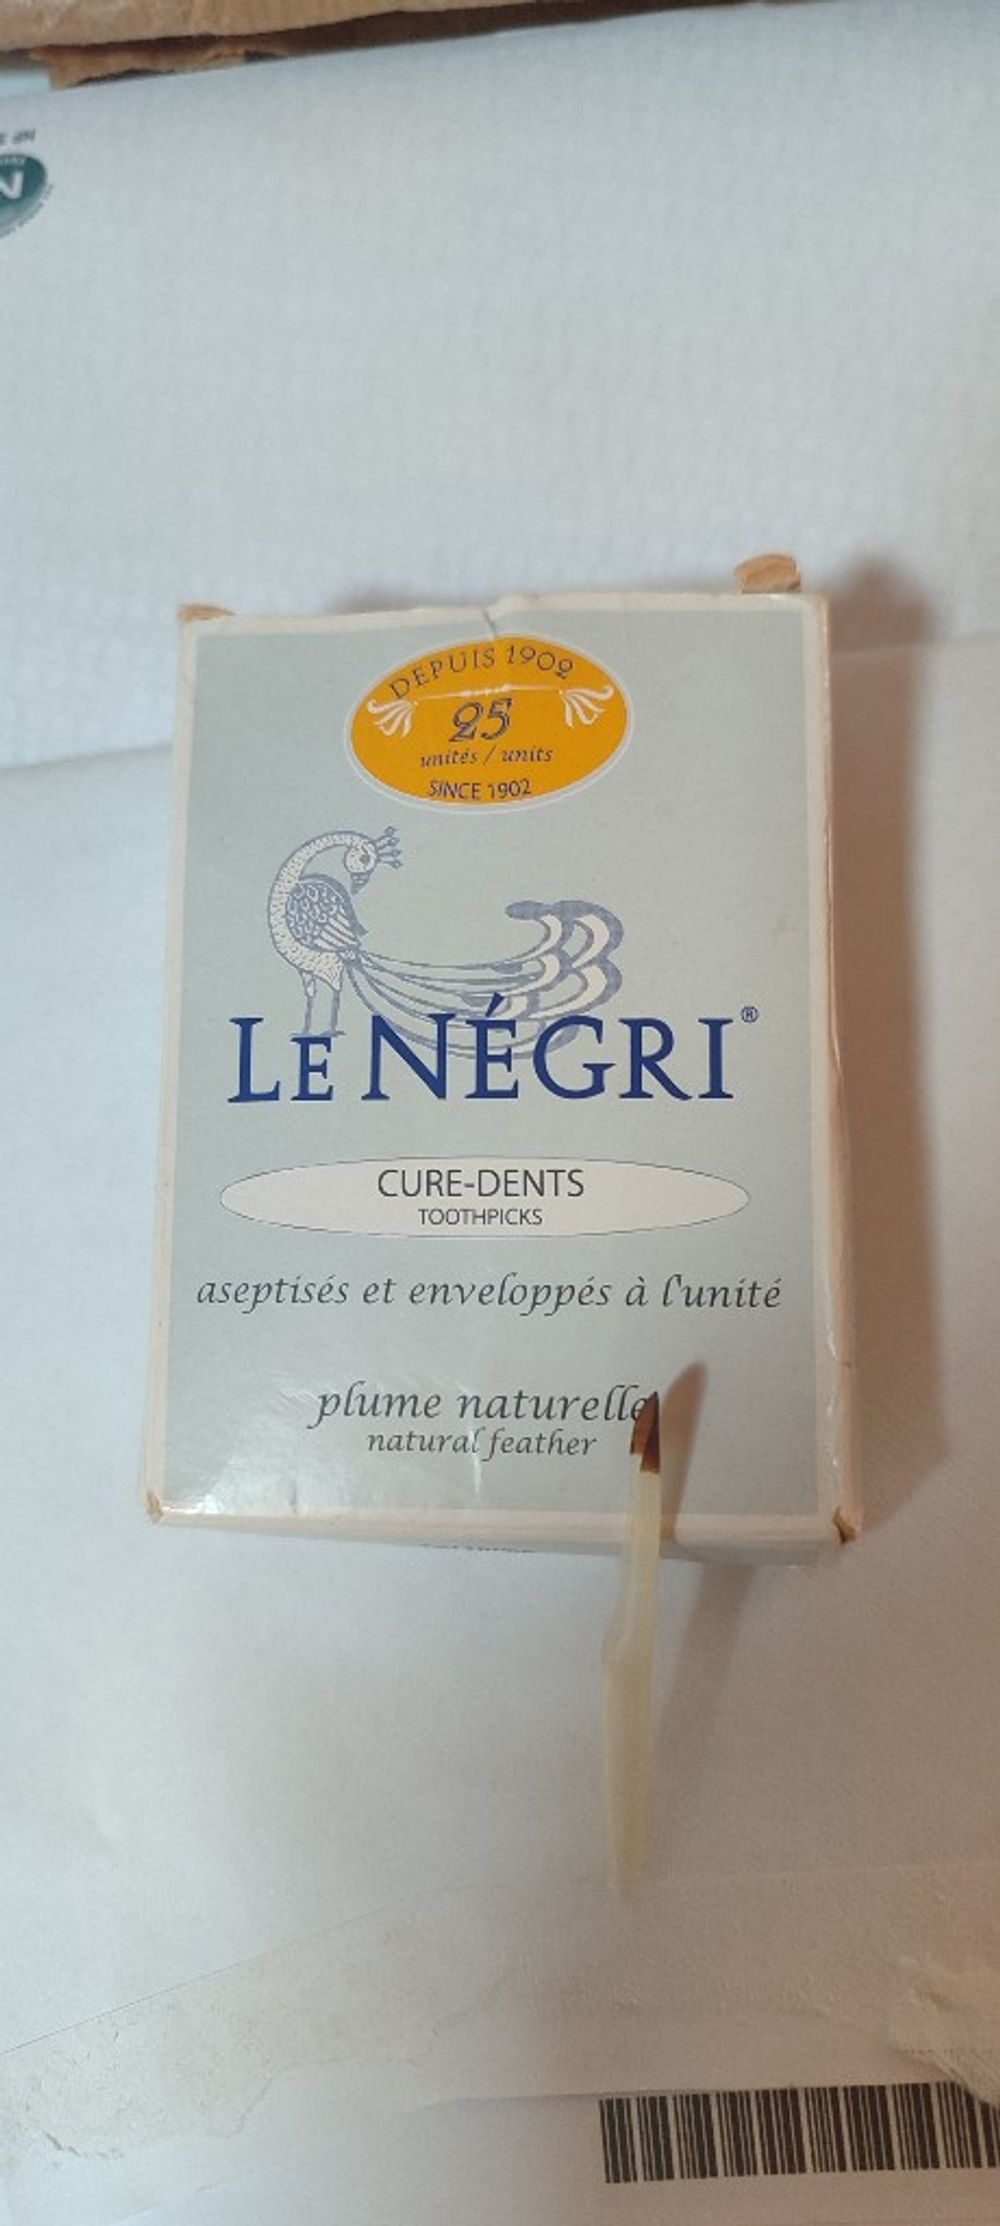 DEPUIS 1902
25
unités / units
SINCE 1902
LE NÉGRI®
CURE-DENTS
TOOTHPICKS
aseptisés et enveloppés à l'unité
plume naturelle
natural feather